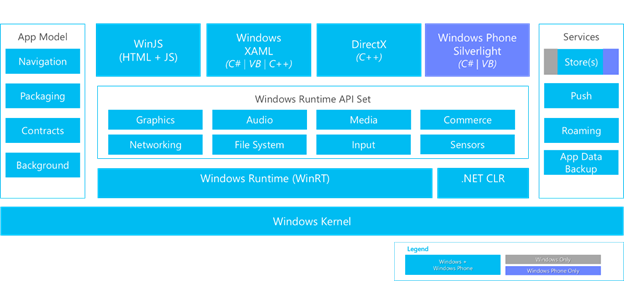 App Model
Navigation
Packaging
Contracts
Background
WinJS
(HTML + JS)
Windows
XAML
(C# | VB | C++)
DirectX
(C++)
Windows Phone
Silverlight
(C# | VB)
Windows Runtime API Set
Graphics
Audio
Media
Commerce
Networking
File System
Input
Sensors
Windows Runtime (WinRT)
.NET CLR
Services
Store(s)
Push
Roaming
App Data
Backup
Windows Kernel
Legend
Windows +
Windows Phone
Windows Only
Windows Phone Only